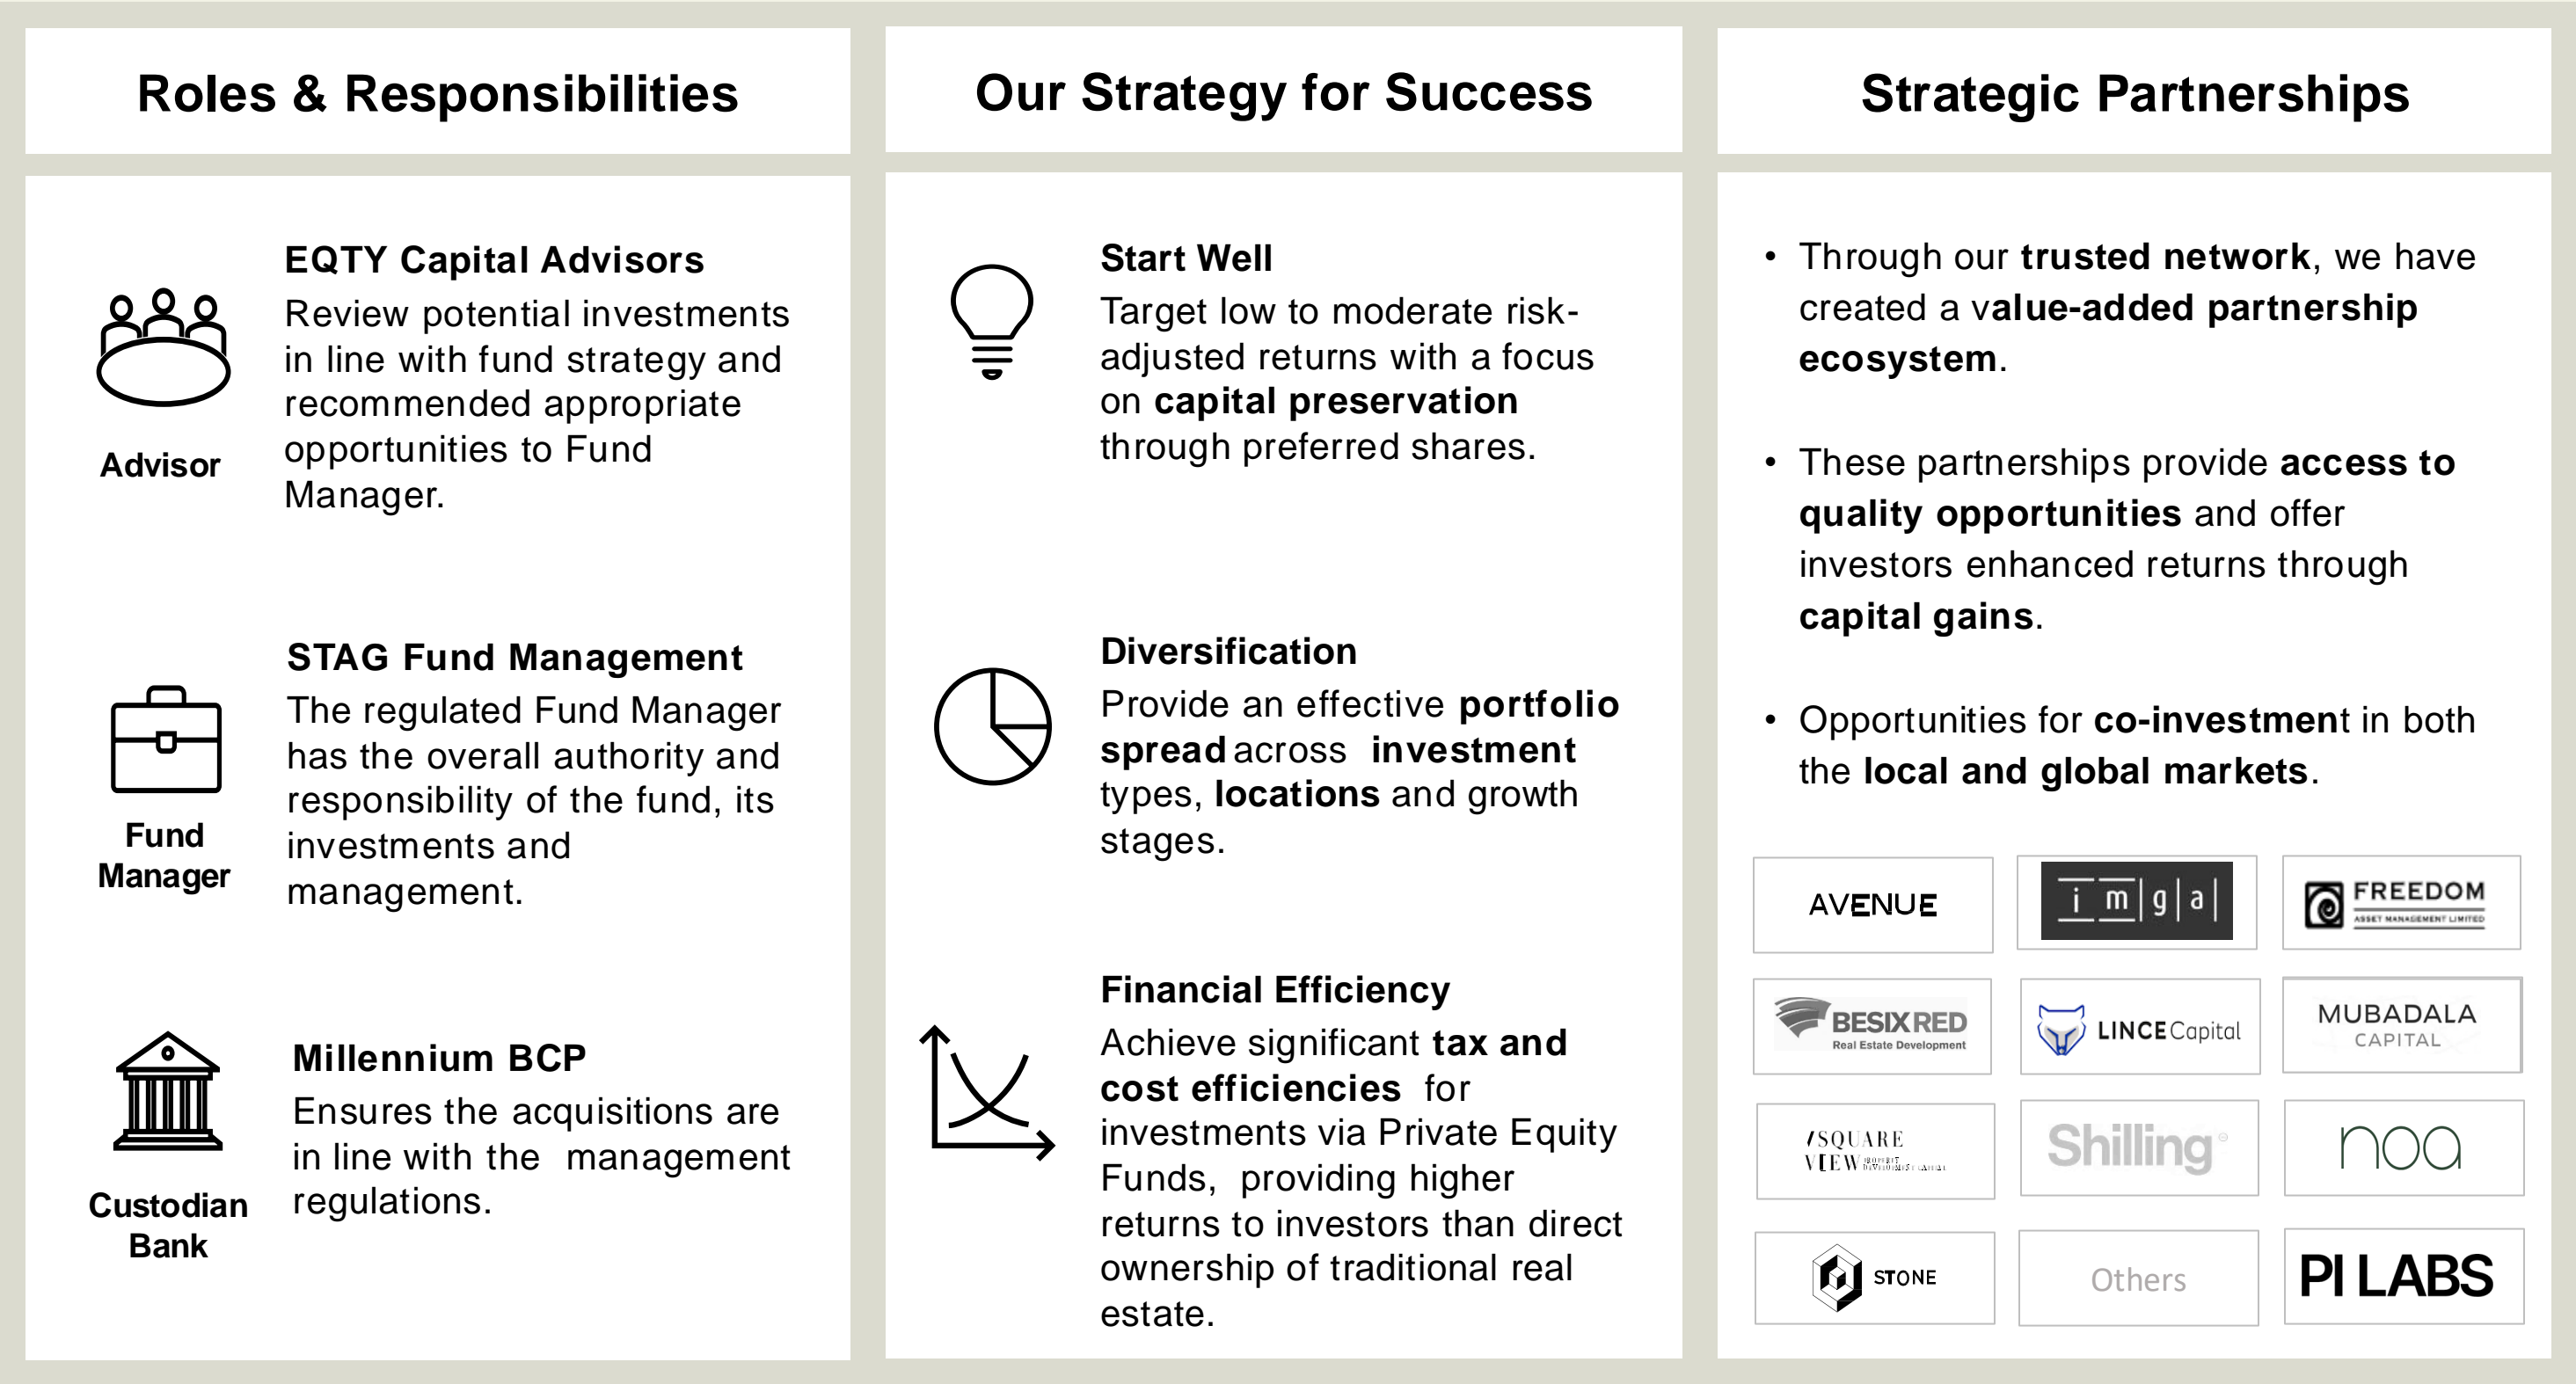 Roles & Responsibilities
Advisor
EQTY Capital Advisors
Review potential investments
in line with fund strategy and
recommended appropriate
opportunities to Fund
Manager.
Fund
Manager
STAG Fund Management
The regulated Fund Manager
has the overall authority and
responsibility of the fund, its
investments and
management.
Custodian
Bank
Millennium BCP
Ensures the acquisitions are
in line with the management
regulations.
Our Strategy for Success
Start Well
Target low to moderate risk-
adjusted returns with a focus
on capital preservation
through preferred shares.
Diversification
Provide an effective portfolio
spread across investment
types, locations and growth
stages.
Financial Efficiency
Achieve significant tax and
cost efficiencies for
investments via Private Equity
Funds, providing higher
returns to investors than direct
ownership of traditional real
estate.
Strategic Partnerships
• Through our trusted network, we have
created a value-added partnership
ecosystem.
• These partnerships provide access to
quality opportunities and offer
investors enhanced returns through
capital gains.
• Opportunities for co-investment in both
the local and global markets.
AVENUE
imga
FREEDOM
ASSET MANAGEMENT LIMITED
BESIX RED
Real Estate Development
LINCE Capital
MUBADALA
CAPITAL
SQUARE
VIEW
Shilling
noa
STONE
Others
PI LABS